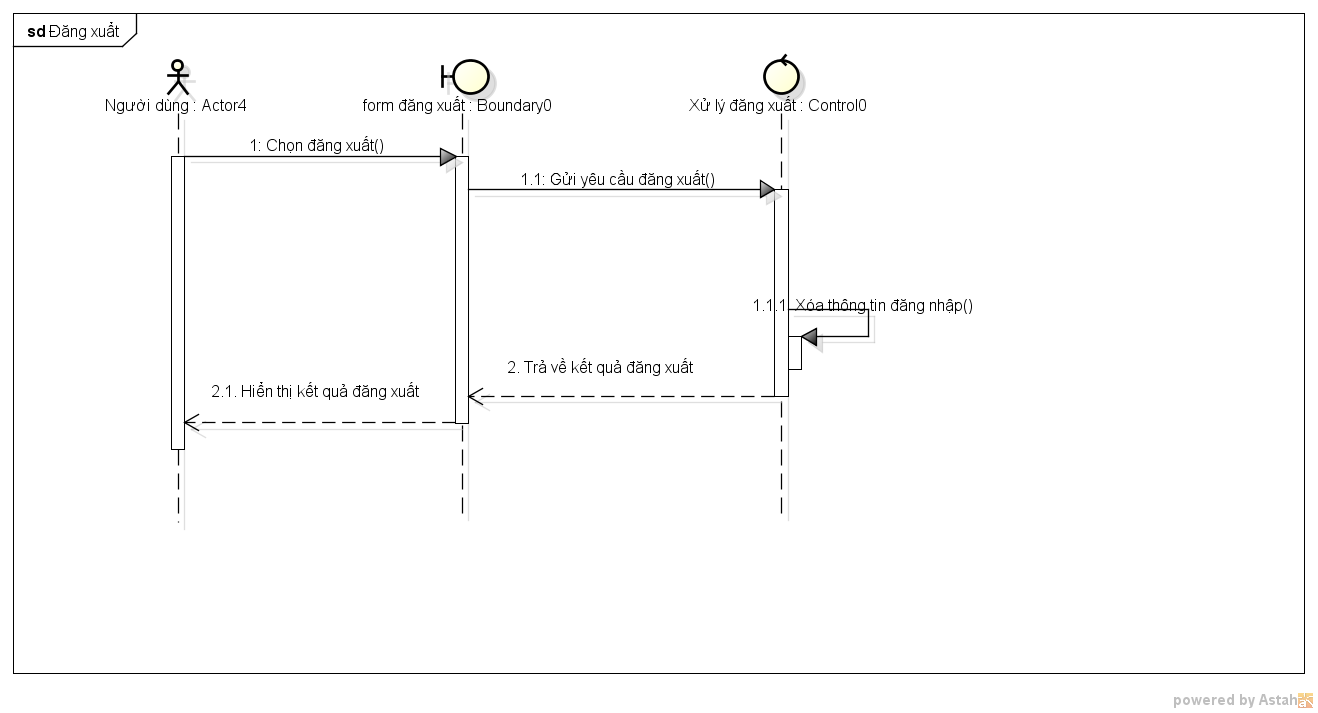 sd Đăng xuất
Người dùng : Actor4
form đăng xuất : Boundary0
Xử lý đăng xuất : Control0
1: Chọn đăng xuất()
1.1: Gửi yêu cầu đăng xuất()
1.1.1: Xóa thông tin đăng nhập()
2. Trả về kết quả đăng xuất
2.1. Hiển thị kết quả đăng xuất
powered by Astah